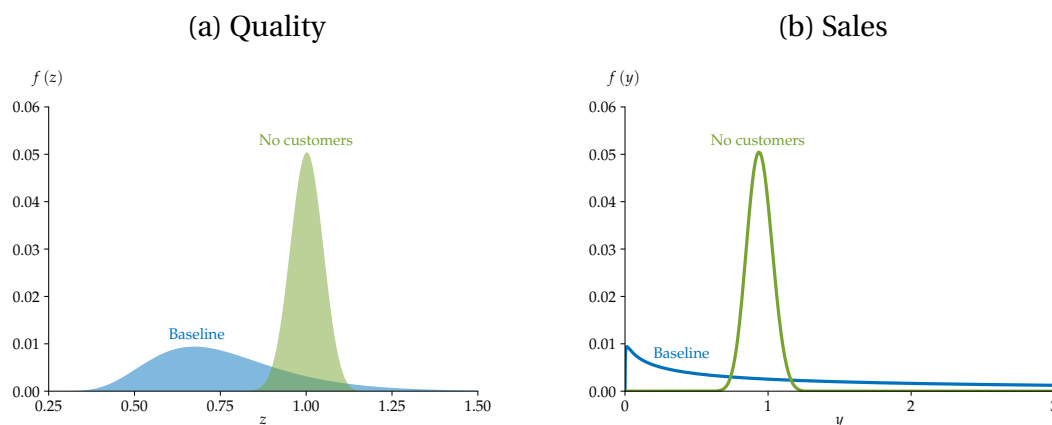 (a) Quality
f (z)
0.06
0.05
0.04
0.03
0.02
0.01
0.00
No customers
Baseline
0.25 0.50 0.75 1.00 1.25 1.50
z
(b) Sales
f (y)
0.06
0.05
0.04
0.03
0.02
0.01
0.00
No customers
Baseline
0 1 2 3
y